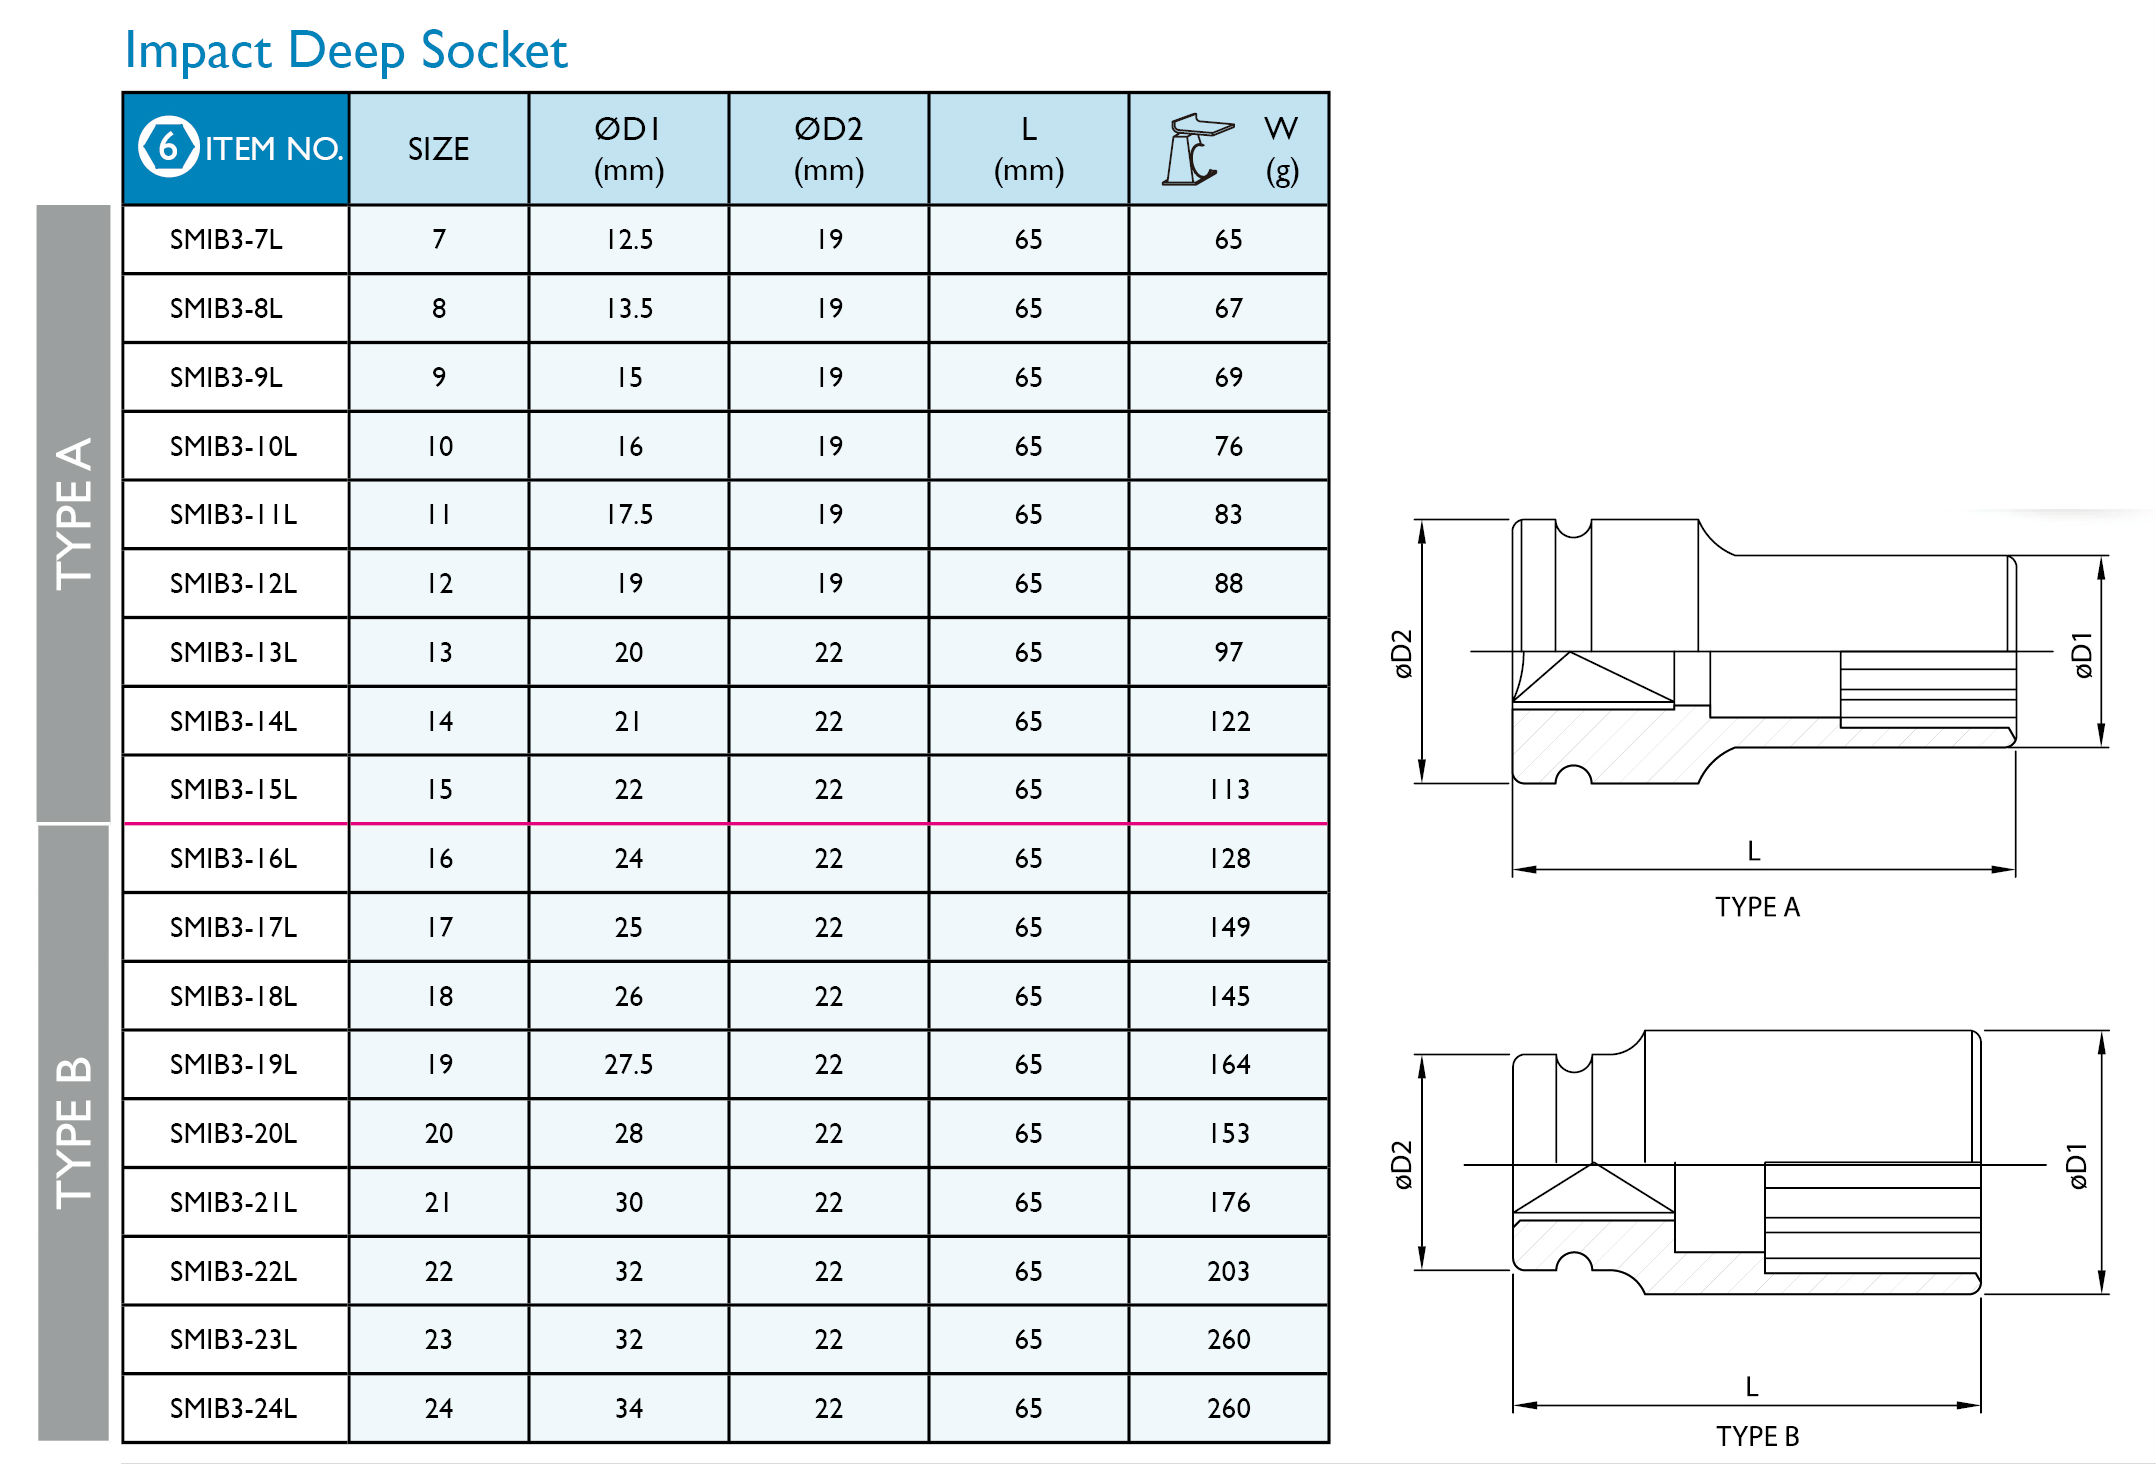 Impact Deep Socket
6 ITEM NO. SIZE ØD1 (mm) ØD2 (mm) L (mm) W (g)
TYPE A
SMIB3-7L 7 12.5 19 65 65
SMIB3-8L 8 13.5 19 65 67
SMIB3-9L 9 15 19 65 69
SMIB3-10L 10 16 19 65 76
SMIB3-11L 11 17.5 19 65 83
SMIB3-12L 12 19 19 65 88
SMIB3-13L 13 20 22 65 97
SMIB3-14L 14 21 22 65 122
SMIB3-15L 15 22 22 65 113
TYPE B
SMIB3-16L 16 24 22 65 128
SMIB3-17L 17 25 22 65 149
SMIB3-18L 18 26 22 65 145
SMIB3-19L 19 27.5 22 65 164
SMIB3-20L 20 28 22 65 153
SMIB3-21L 21 30 22 65 176
SMIB3-22L 22 32 22 65 203
SMIB3-23L 23 32 22 65 260
SMIB3-24L 24 34 22 65 260
øD2
øD1
L
TYPE A
øD2
øD1
L
TYPE B